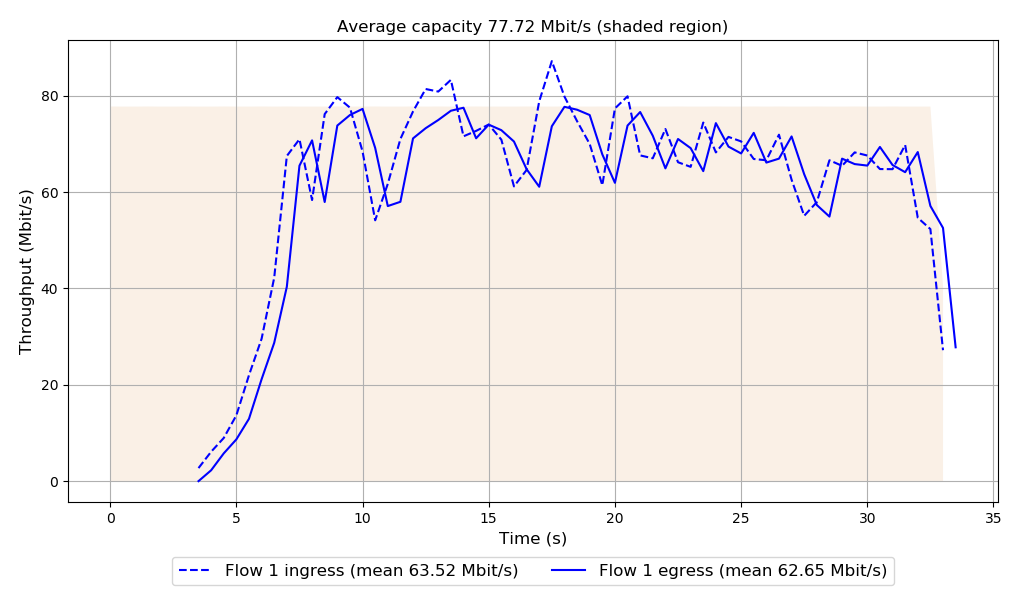 Average capacity 77.72 Mbit/s (shaded region)
Throughput (Mbit/s)
80
60
40
20
0
0 5 10 15 20 25 30 35
Time (s)
Flow 1 ingress (mean 63.52 Mbit/s) Flow 1 egress (mean 62.65 Mbit/s)